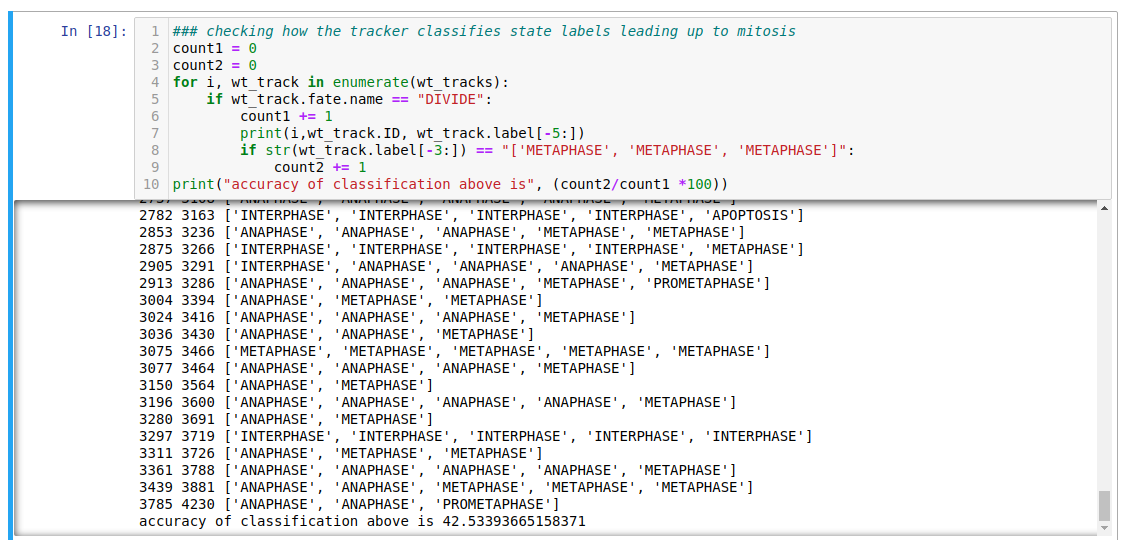 In [18]:
1 ### checking how the tracker classifies state labels leading up to mitosis
2 count1 = 0
3 count2 = 0
4 for i, wt_track in enumerate(wt_tracks):
5     if wt_track.fate.name == "DIVIDE":
6         count1 += 1
7         print(i,wt_track.ID, wt_track.label[-5:])
8         if str(wt_track.label[-3:]) == "['METAPHASE', 'METAPHASE', 'METAPHASE']":
9             count2 += 1
10 print("accuracy of classification above is", (count2/count1 *100))
2782 3163 ['INTERPHASE', 'INTERPHASE', 'INTERPHASE', 'INTERPHASE', 'APOPTOSIS']
2853 3236 ['ANAPHASE', 'ANAPHASE', 'ANAPHASE', 'METAPHASE', 'METAPHASE']
2875 3266 ['INTERPHASE', 'INTERPHASE', 'INTERPHASE', 'INTERPHASE', 'METAPHASE']
2905 3291 ['INTERPHASE', 'ANAPHASE', 'ANAPHASE', 'ANAPHASE', 'METAPHASE']
2913 3286 ['ANAPHASE', 'ANAPHASE', 'ANAPHASE', 'METAPHASE', 'PROMETAPHASE']
3004 3394 ['ANAPHASE', 'METAPHASE', 'METAPHASE']
3024 3416 ['ANAPHASE', 'ANAPHASE', 'ANAPHASE', 'METAPHASE']
3036 3430 ['ANAPHASE', 'ANAPHASE', 'METAPHASE']
3075 3466 ['METAPHASE', 'METAPHASE', 'METAPHASE', 'METAPHASE', 'METAPHASE']
3077 3464 ['ANAPHASE', 'ANAPHASE', 'ANAPHASE', 'METAPHASE']
3150 3564 ['ANAPHASE', 'METAPHASE']
3196 3600 ['ANAPHASE', 'ANAPHASE', 'ANAPHASE', 'ANAPHASE', 'METAPHASE']
3280 3691 ['ANAPHASE', 'METAPHASE']
3297 3719 ['INTERPHASE', 'INTERPHASE', 'INTERPHASE', 'INTERPHASE', 'INTERPHASE']
3311 3726 ['ANAPHASE', 'METAPHASE', 'METAPHASE']
3361 3788 ['ANAPHASE', 'ANAPHASE', 'ANAPHASE', 'ANAPHASE', 'METAPHASE']
3439 3881 ['ANAPHASE', 'ANAPHASE', 'METAPHASE', 'METAPHASE', 'METAPHASE']
3785 4230 ['ANAPHASE', 'ANAPHASE', 'PROMETAPHASE']
accuracy of classification above is 42.53393665158371